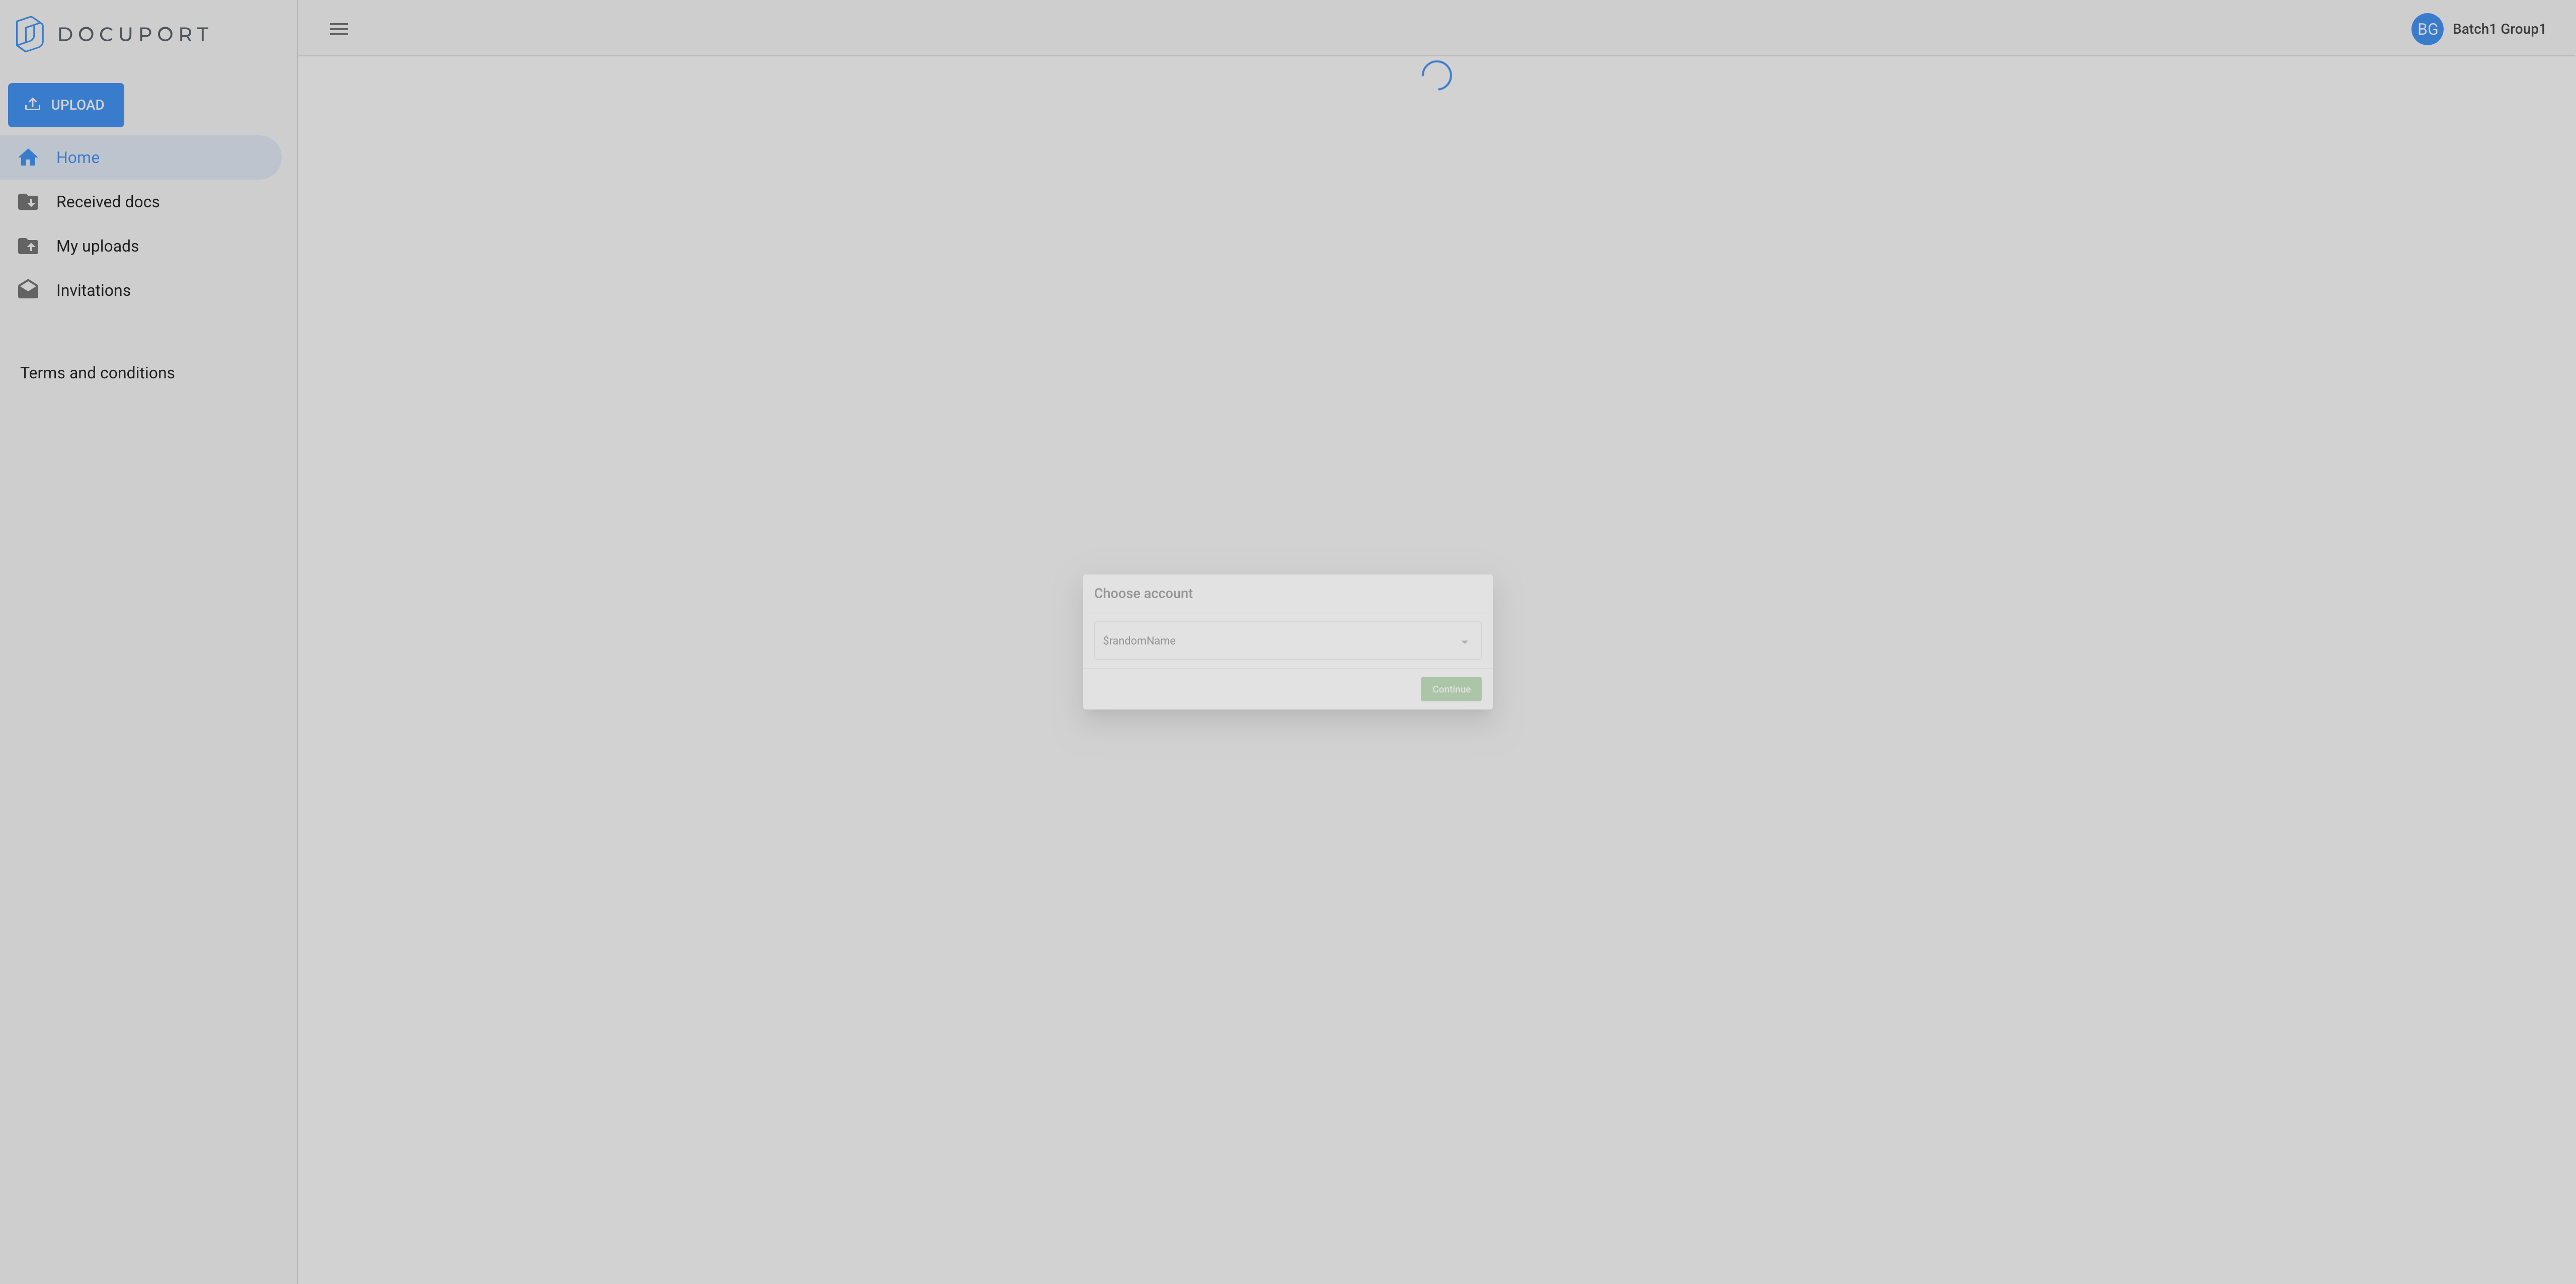 DOCUPORT
BG Batch1 Group1
UPLOAD
Home
Received docs
My uploads
Invitations
Terms and conditions
Choose account
$randomName
Continue